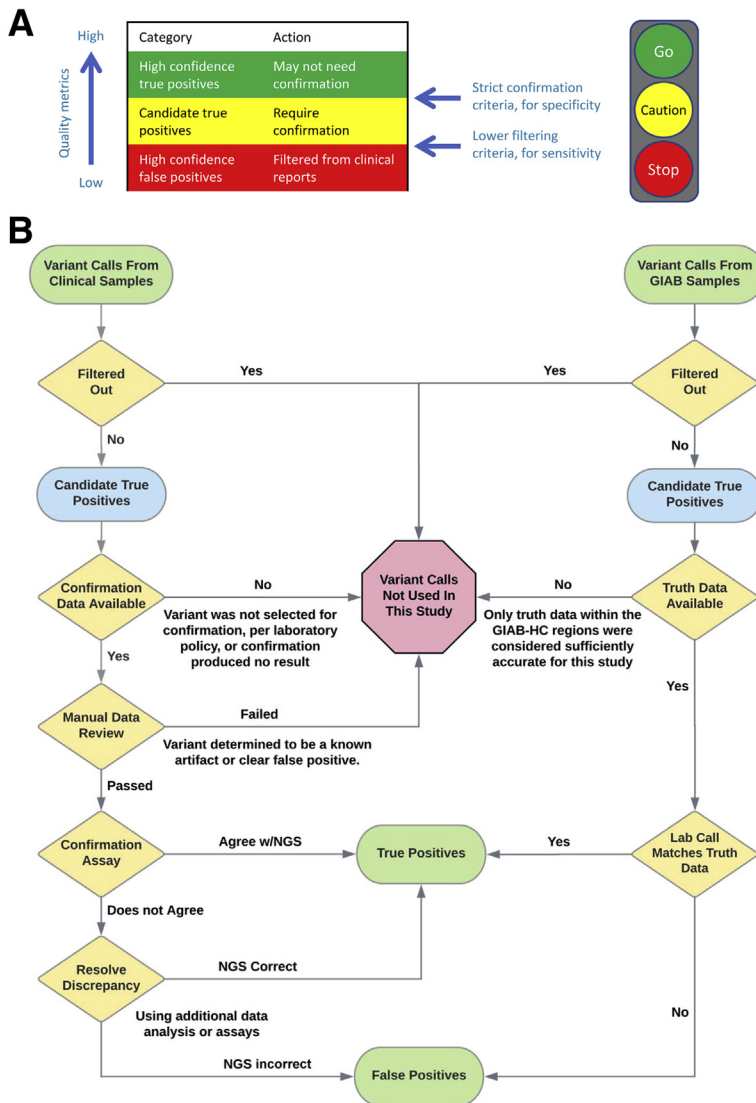 A
High
Quality metrics
Low
Category Action
High confidence May not need
true positives confirmation
Candidate true Require
positives confirmation
High confidence Filtered from clinical
false positives reports
Strict confirmation
criteria, for specificity
Lower filtering
criteria, for sensitivity
Go
Caution
Stop
B
Variant Calls From
Clinical Samples
Variant Calls From
GIAB Samples
Filtered
Out
Yes
Yes
Filtered
Out
No
No
Candidate True
Positives
Candidate True
Positives
Confirmation
Data Available
No
Variant was not selected for
confirmation, per laboratory
policy, or confirmation
produced no result
Variant Calls
Not Used In
This Study
No
Only truth data within the
GIAB-HC regions were
considered sufficiently
accurate for this study
Truth Data
Available
Yes
Yes
Manual Data
Review
Failed
Variant determined to be a known
artifact or clear false positive.
Passed
Confirmation
Assay
Agree w/NGS
True Positives
Yes
Lab Call
Matches Truth
Data
Does not Agree
Resolve
Discrepancy
NGS Correct
Using additional data
analysis or assays
No
NGS incorrect
False Positives